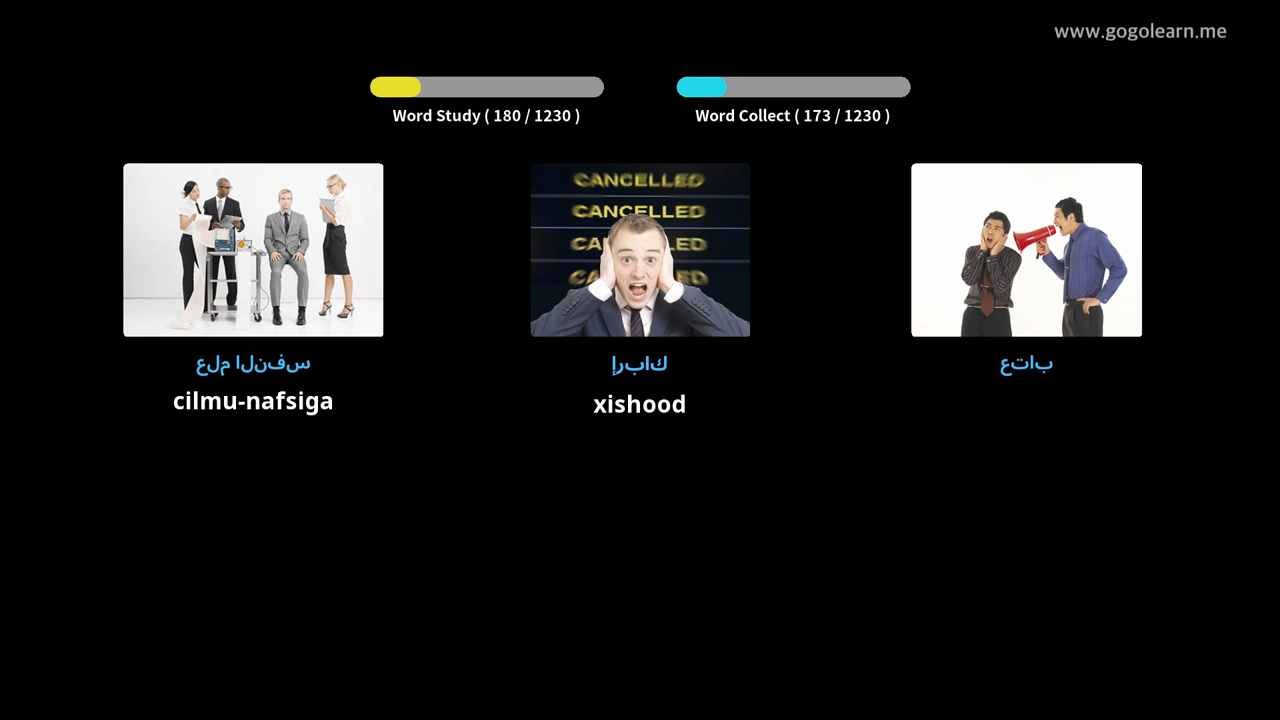 www.gogolearn.me
Word Study ( 180 / 1230 )
Word Collect ( 173 / 1230 )
CANCELLED
CANCELLED
علم النفس
إرباك
عتاب
cilmu-nafsiga
xishood